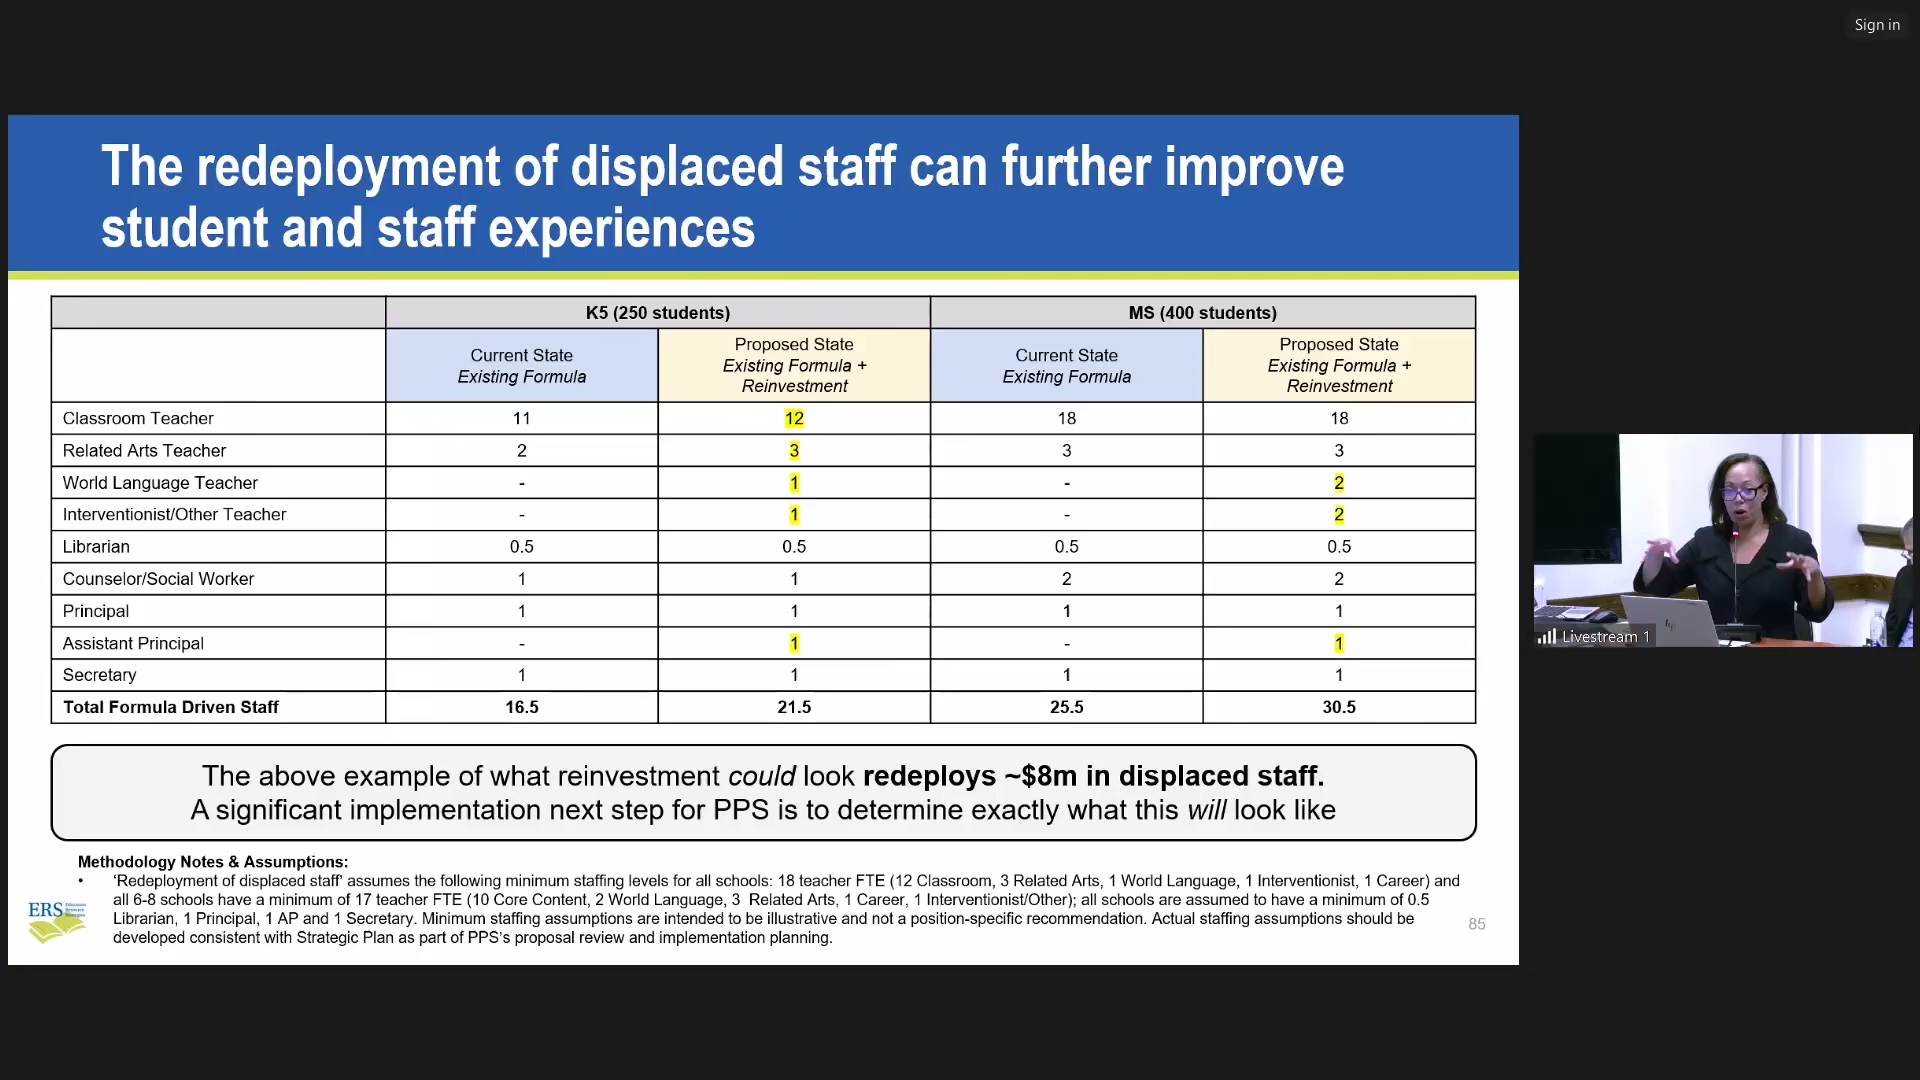 Sign in
The redeployment of displaced staff can further improve
student and staff experiences
K5 (250 students) MS (400 students)
Current State
Existing Formula
Proposed State
Existing Formula +
Reinvestment
Current State
Existing Formula
Proposed State
Existing Formula +
Reinvestment
Classroom Teacher 11 12 18 18
Related Arts Teacher 2 3 3 3
World Language Teacher - 1 - 2
Interventionist/Other Teacher - 1 - 2
Librarian 0.5 0.5 0.5 0.5
Counselor/Social Worker 1 1 2 2
Principal 1 1 1 1
Assistant Principal - 1 - 1
Secretary 1 1 1 1
Total Formula Driven Staff 16.5 21.5 25.5 30.5
The above example of what reinvestment could look redeploys ~$8m in displaced staff.
A significant implementation next step for PPS is to determine exactly what this will look like
Methodology Notes & Assumptions:
• ‘Redeployment of displaced staff’ assumes the following minimum staffing levels for all schools: 18 teacher FTE (12 Classroom, 3 Related Arts, 1 World Language, 1 Interventionist, 1 Career) and
all 6-8 schools have a minimum of 17 teacher FTE (10 Core Content, 2 World Language, 3 Related Arts, 1 Career, 1 Interventionist/Other); all schools are assumed to have a minimum of 0.5
Librarian, 1 Principal, 1 AP and 1 Secretary. Minimum staffing assumptions are intended to be illustrative and not a position-specific recommendation. Actual staffing assumptions should be
developed consistent with Strategic Plan as part of PPS’s proposal review and implementation planning.
ERS
85
hp
Livestream 1